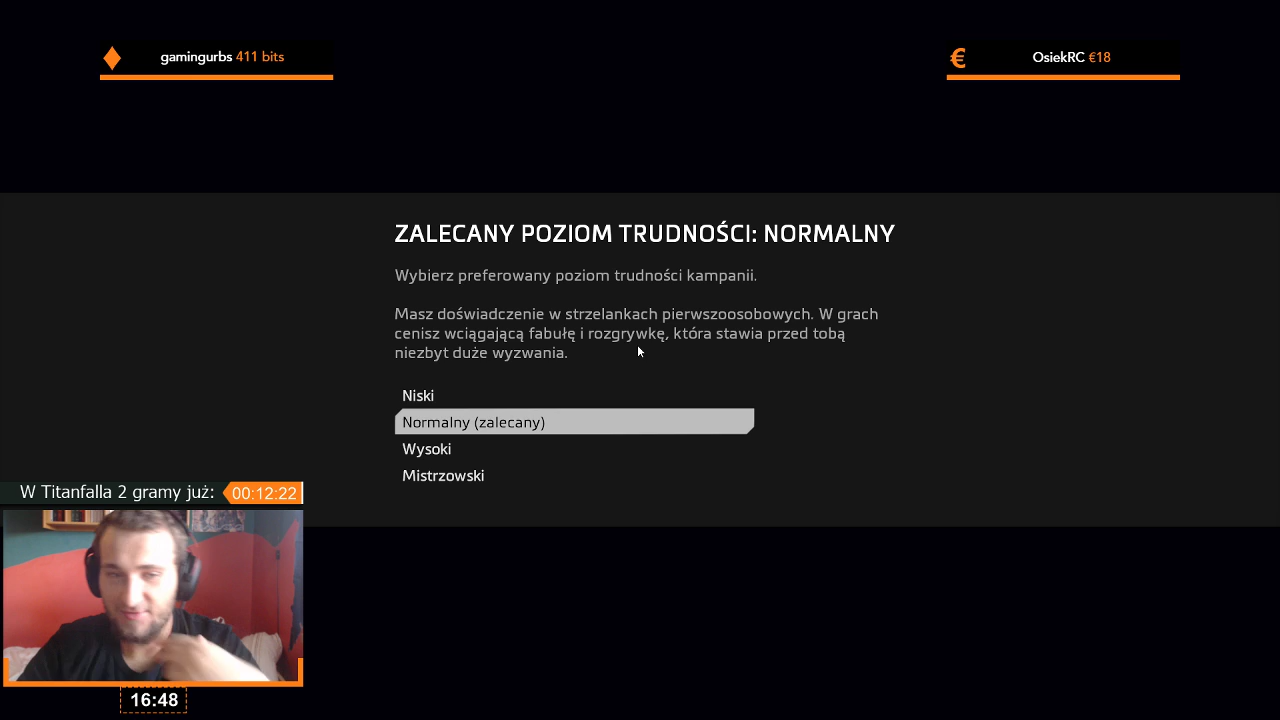 gamingurbs 411 bits
€ OsiekRC €18
ZALECANY POZIOM TRUDNOŚCI: NORMALNY
Wybierz preferowany poziom trudności kampanii.
Masz doświadczenie w strzelankach pierwszoosobowych. W grach
cenisz wciągającą fabułę i rozgrywkę, która stawia przed tobą
niezbyt duże wyzwania.
Niski
Normalny (zalecany)
Wysoki
Mistrzowski
W Titanfalla 2 gramy już: 00:12:22
16:48